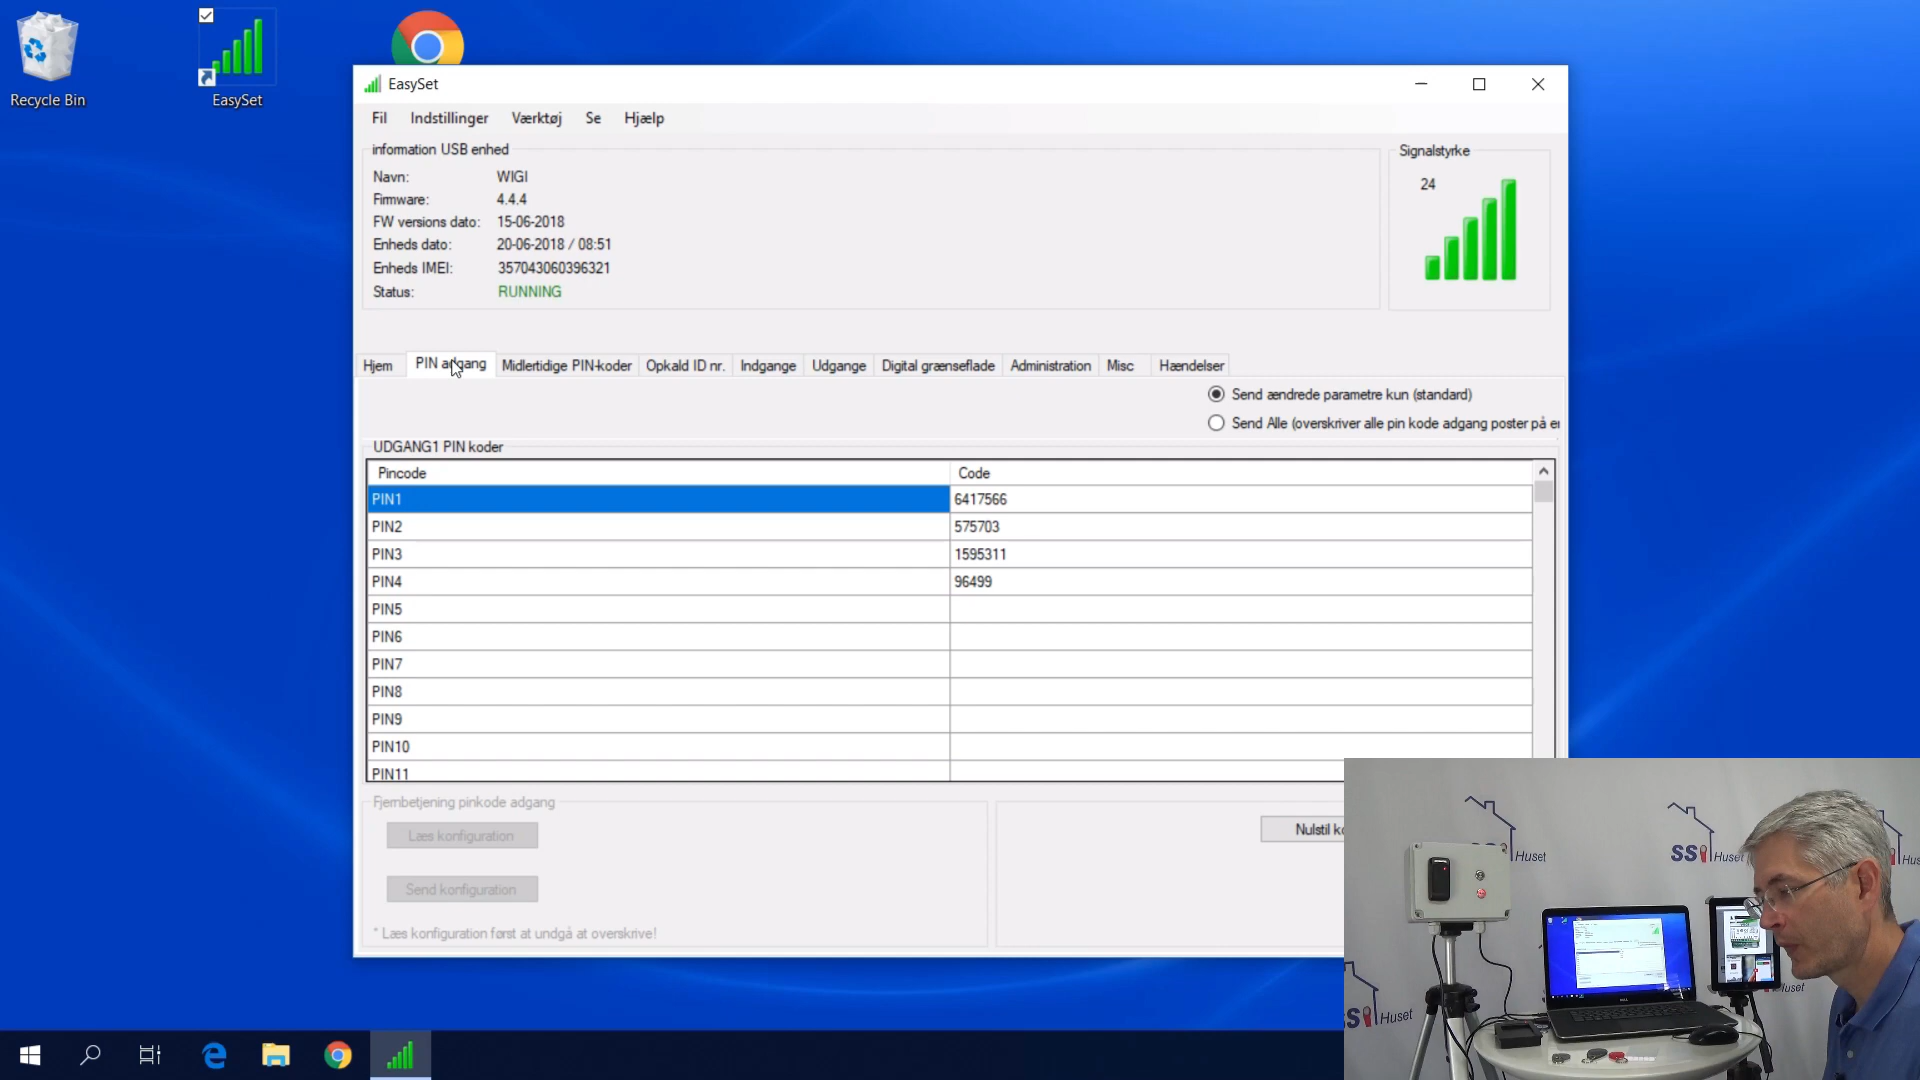 Recycle Bin
EasySet
EasySet
Fil Indstillinger Værktøj Se Hjælp
information USB enhed
Navn: WIGI
Firmware: 4.4.4
FW versions dato: 15-06-2018
Enheds dato: 20-06-2018 / 08:51
Enheds IMEI: 357043060396321
Status: RUNNING
Signalstyrke
24
Hjem PIN adgang Midlertidige PIN-koder Opkald ID nr. Indgange Udgange Digital grænseflade Administration Misc Hændelser
Send ændrede parametre kun (standard)
Send Alle (overskriver alle pin kode adgang poster på er
UDGANG1 PIN koder
Pincode Code
PIN1 6417566
PIN2 575703
PIN3 1595311
PIN4 96499
PIN5
PIN6
PIN7
PIN8
PIN9
PIN10
PIN11
Fjernbetjening pinkode adgang
Læs konfiguration
Send konfiguration
* Læs konfiguration først at undgå at overskrive!
Nulstil k
SSi Huset
SSi Huset
SSi Huset